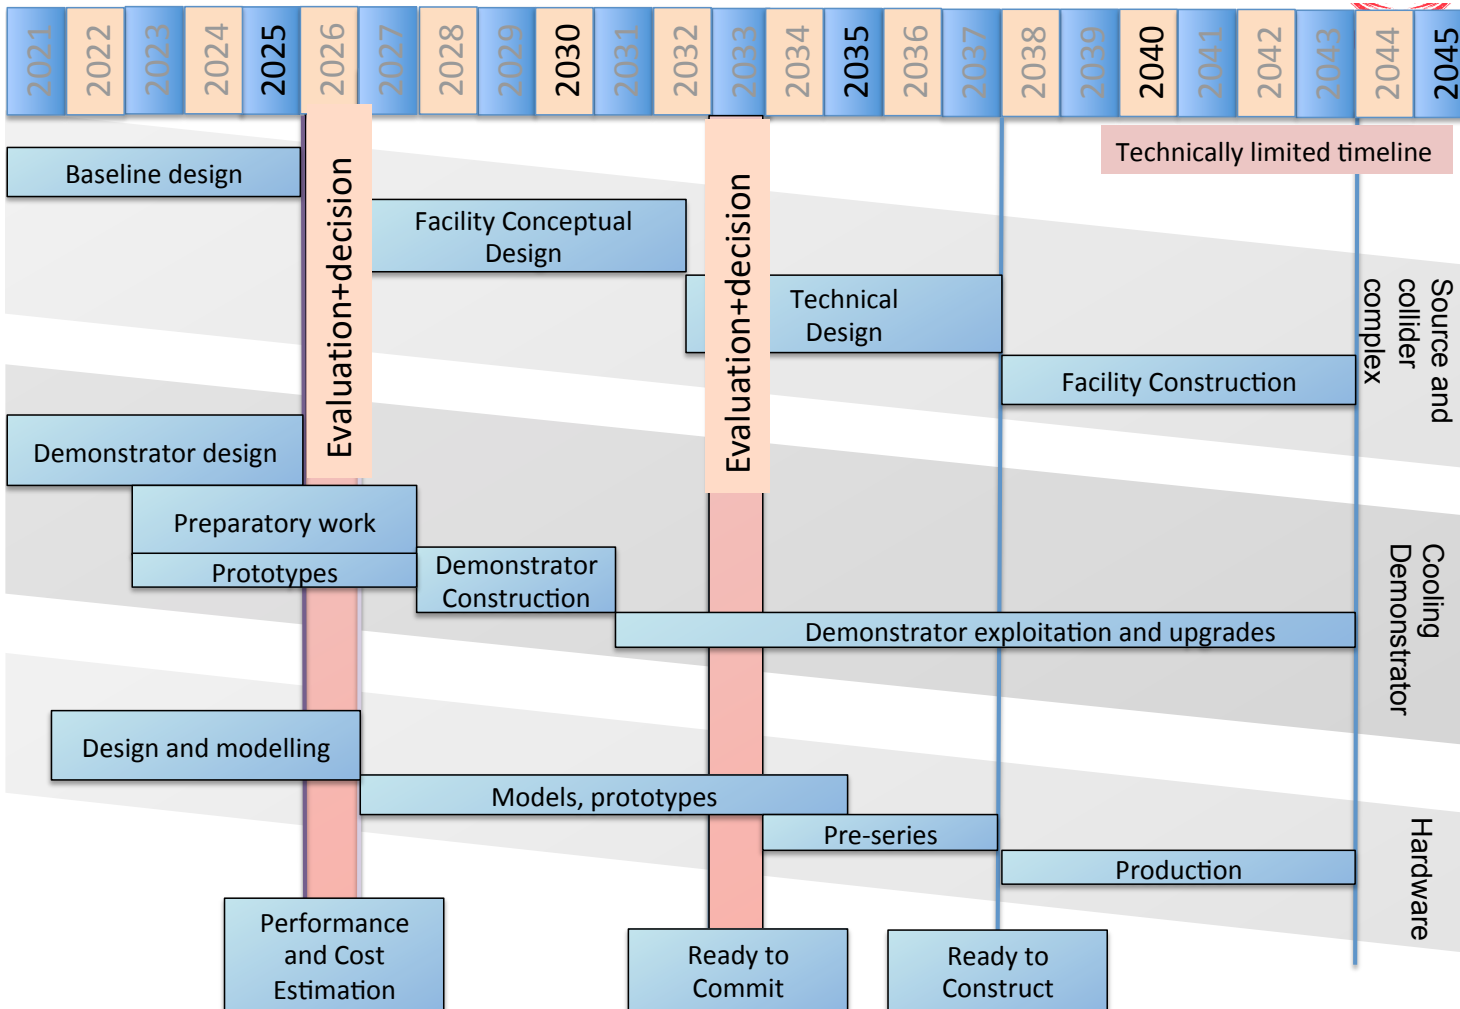 2021
2022
2023
2024
2025
2026
2027
2028
2029
2030
2031
2032
2033
2034
2035
2036
2037
2038
2039
2040
2041
2042
2043
2044
2045
Technically limited timeline
Baseline design
Evaluation+decision
Facility Conceptual
Design
Evaluation+decision
Technical
Design
Facility Construction
Source and
collider
complex
Demonstrator design
Preparatory work
Prototypes
Demonstrator
Construction
Demonstrator exploitation and upgrades
Cooling
Demonstrator
Design and modelling
Models, prototypes
Pre-series
Production
Hardware
Performance
and Cost
Estimation
Ready to
Commit
Ready to
Construct